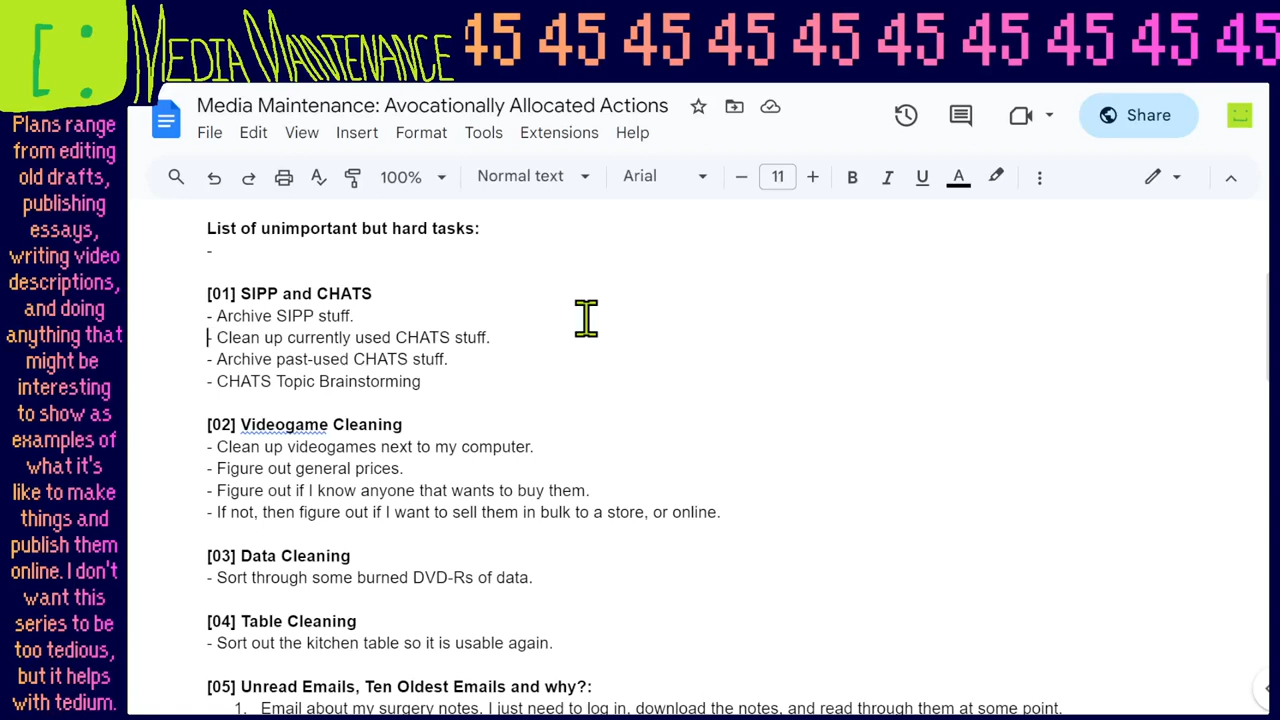 [:
MEDIA MAINTENANCE
45 45 45 45 45 45 45 45 45 45
Plans range
from editing
old drafts,
publishing
essays,
writing video
descriptions,
and doing
anything that
might be
interesting
to show as
examples of
what it's
like to make
things and
publish them
online. I don't
want this
series to be
too tedious,
but it helps
with tedium.
Media Maintenance: Avocationally Allocated Actions
File Edit View Insert Format Tools Extensions Help
Share
100% Normal text Arial 11 B I U A
List of unimportant but hard tasks:
-
[01] SIPP and CHATS
- Archive SIPP stuff.
- Clean up currently used CHATS stuff.
- Archive past-used CHATS stuff.
- CHATS Topic Brainstorming
[02] Videogame Cleaning
- Clean up videogames next to my computer.
- Figure out general prices.
- Figure out if I know anyone that wants to buy them.
- If not, then figure out if I want to sell them in bulk to a store, or online.
[03] Data Cleaning
- Sort through some burned DVD-Rs of data.
[04] Table Cleaning
- Sort out the kitchen table so it is usable again.
[05] Unread Emails, Ten Oldest Emails and why?:
1. Email about my surgery notes. I just need to log in, download the notes, and read through them at some point.